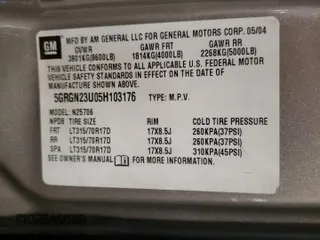 GM
MFD BY AM GENERAL LLC FOR GENERAL MOTORS CORP. 05/04
GVWR GAWR FRT GAWR RR
3901KG(8600LB) 1814KG(4000LB) 2268KG(5000LB)
THIS VEHICLE CONFORMS TO ALL APPLICABLE U.S. FEDERAL MOTOR
VEHICLE SAFETY STANDARDS IN EFFECT ON THE DATE OF
MANUFACTURE SHOWN ABOVE.
5GRGN23U05H103176 TYPE: M.P.V.
MODEL: N25706
NPDB TIRE SIZE RIM COLD TIRE PRESSURE
FRT LT315/70R17D 17X8.5J 260KPA(37PSI)
RR LT315/70R17D 17X8.5J 260KPA(37PSI)
SPA LT315/70R17D 17X8.5J 310KPA(45PSI)
SEE OWNER'S MANUAL FOR ADDITIONAL INFORMATION